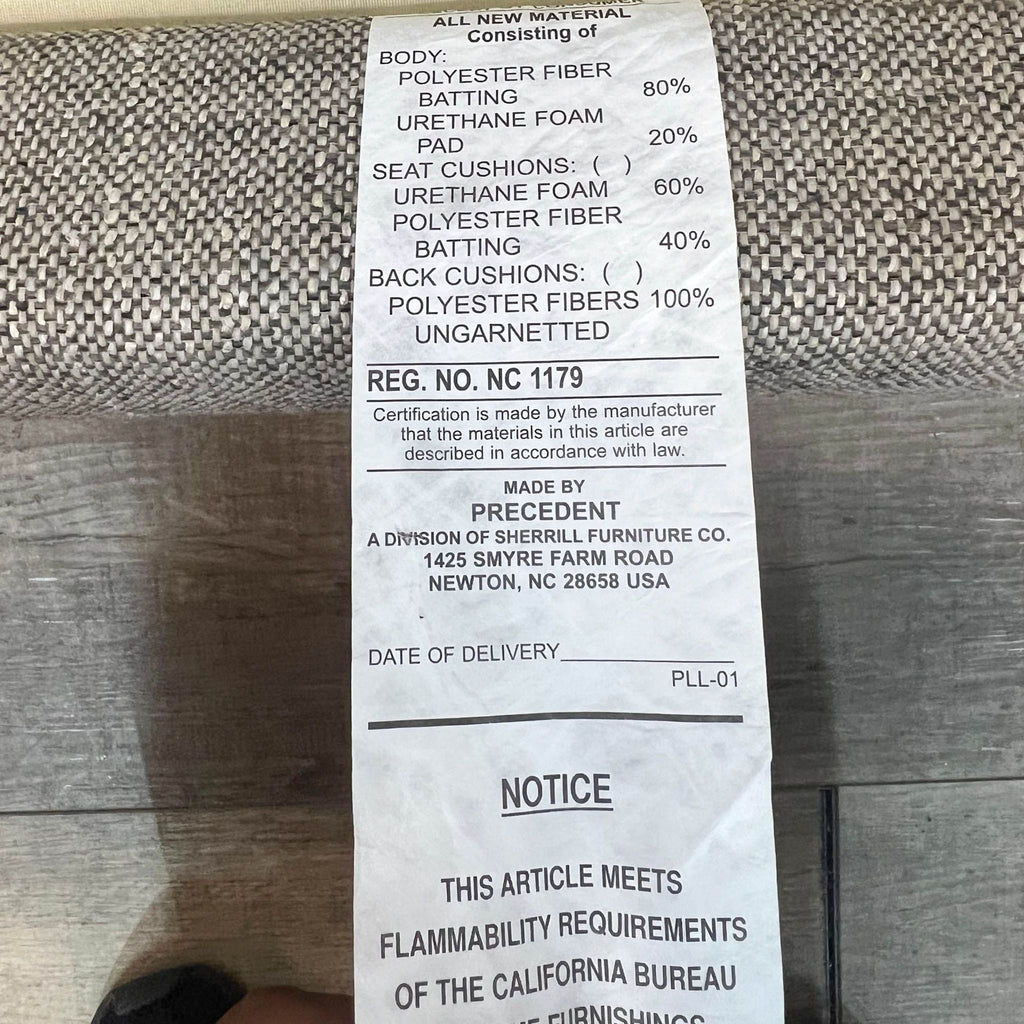 ALL NEW MATERIAL
Consisting of
BODY:
POLYESTER FIBER
BATTING 80%
URETHANE FOAM
PAD 20%
SEAT CUSHIONS: ( )
URETHANE FOAM 60%
POLYESTER FIBER
BATTING 40%
BACK CUSHIONS: ( )
POLYESTER FIBERS 100%
UNGARNETTED
REG. NO. NC 1179
Certification is made by the manufacturer
that the materials in this article are
described in accordance with law.
MADE BY
PRECEDENT
A DIVISION OF SHERRILL FURNITURE CO.
1425 SMYRE FARM ROAD
NEWTON, NC 28658 USA
DATE OF DELIVERY
PLL-01
NOTICE
THIS ARTICLE MEETS
FLAMMABILITY REQUIREMENTS
OF THE CALIFORNIA BUREAU
FURNISHINGS